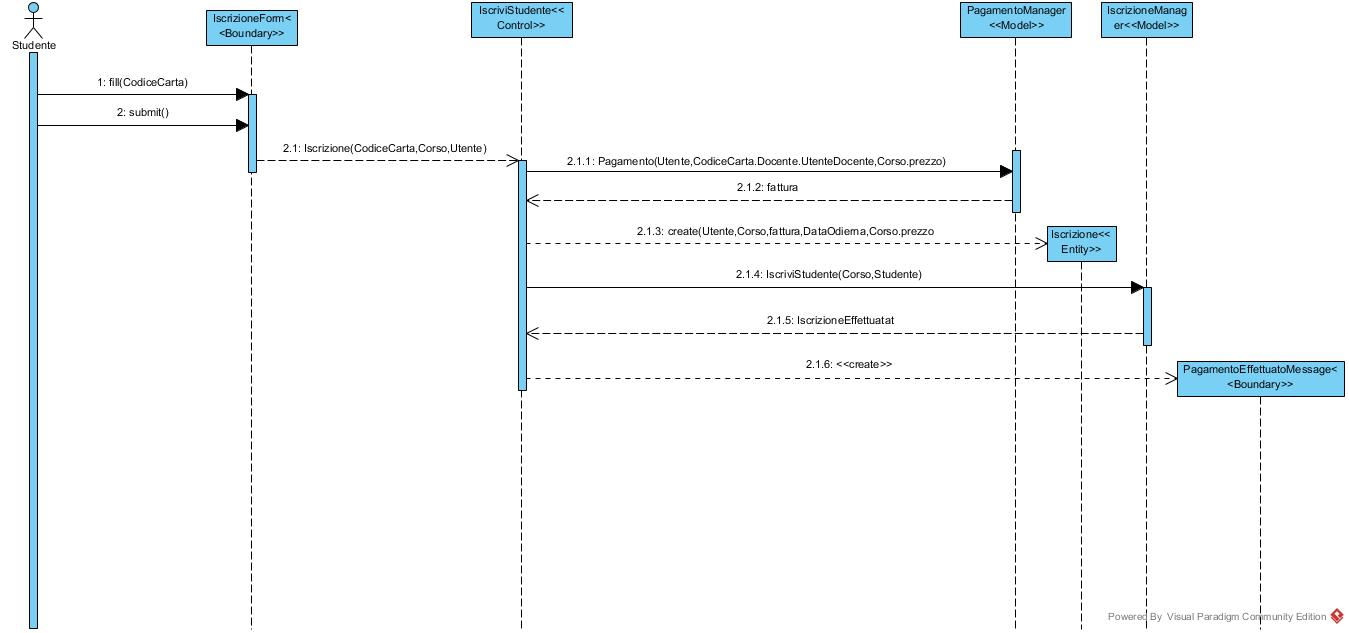 Studente
IscrizioneForm<
<Boundary>>
IscriviStudente<<
Control>>
PagamentoManager
<<Model>>
IscrizioneManag
er<<Model>>
1: fill(CodiceCarta)
2: submit()
2.1: Iscrizione(CodiceCarta,Corso,Utente)
2.1.1: Pagamento(Utente,CodiceCarta.Docente.UtenteDocente,Corso.prezzo)
2.1.2: fattura
2.1.3: create(Utente,Corso,fattura,DataOdierna,Corso.prezzo
Iscrizione<<
Entity>>
2.1.4: IscriviStudente(Corso,Studente)
2.1.5: IscrizioneEffettuatat
2.1.6: <<create>>
PagamentoEffettuatoMessage<
<Boundary>>
Powered By Visual Paradigm Community Edition